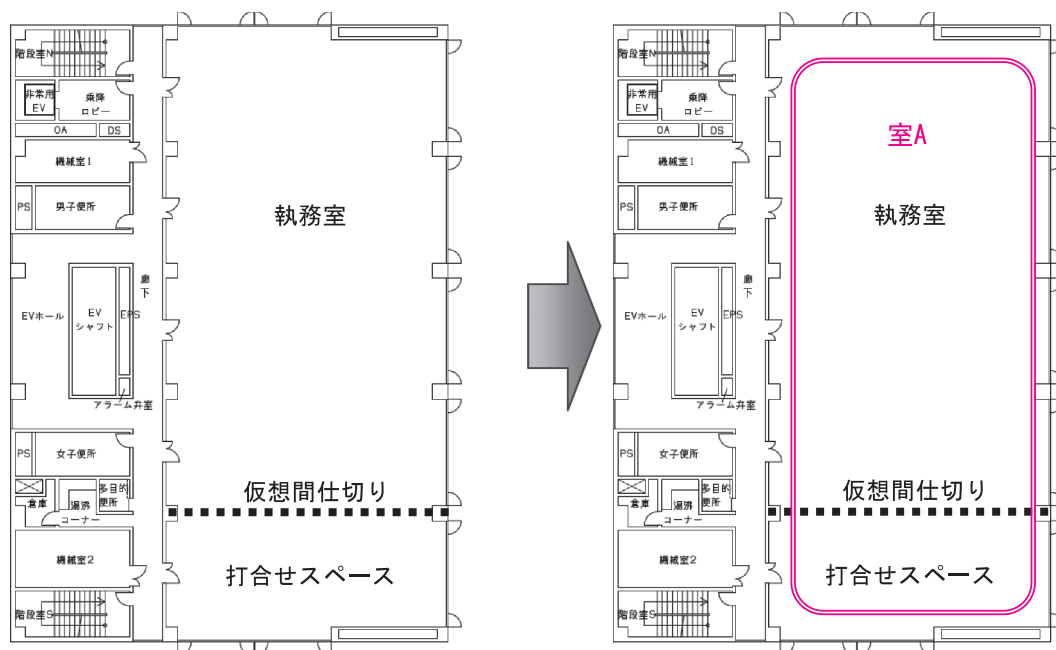 階段室N
非常用
EV
乗降
ロビー
OA
DS
機械室1
PS
男子便所
執務室
廊
下
EVホール
EV
シャフト
EPS
アラーム弁室
PS
女子便所
倉庫
湯沸
コーナー
多目的
便所
仮想間仕切り
機械室2
打合せスペース
階段室S
階段室N
非常用
EV
乗降
ロビー
OA
DS
機械室1
室A
PS
男子便所
執務室
廊
下
EVホール
EV
シャフト
EPS
アラーム弁室
PS
女子便所
倉庫
湯沸
コーナー
多目的
便所
仮想間仕切り
機械室2
打合せスペース
階段室S